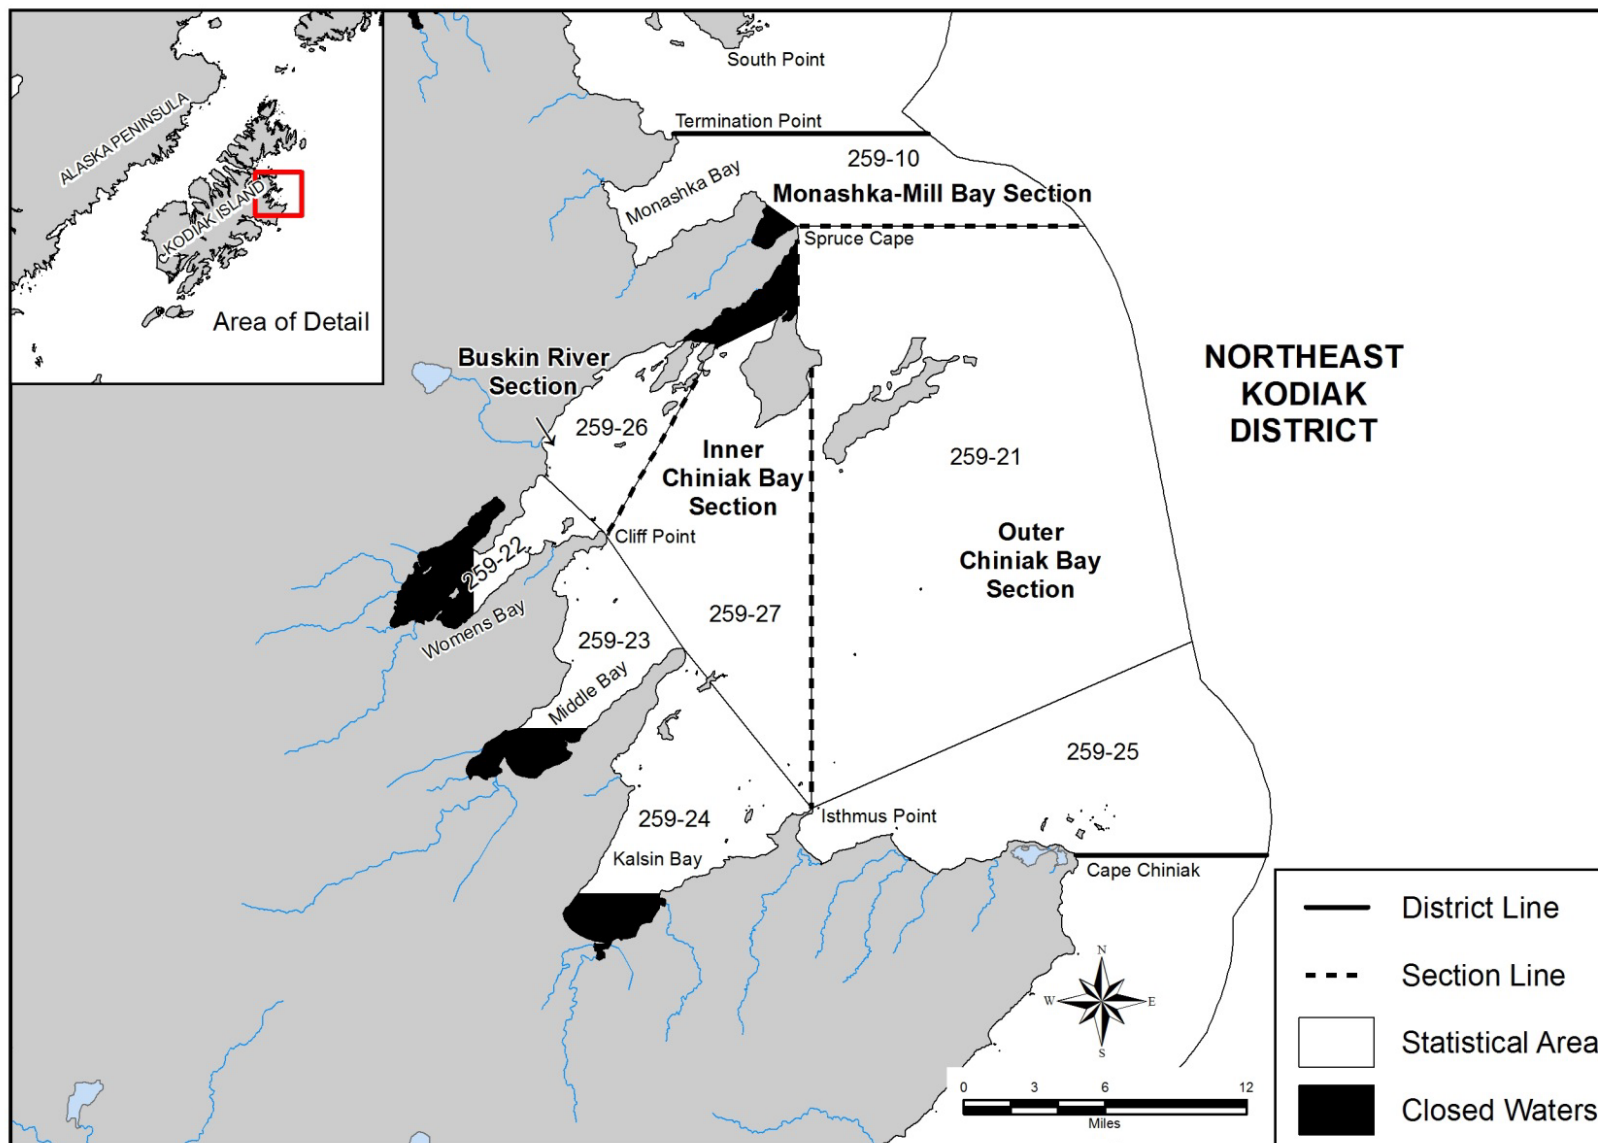 ALASKA PENINSULA
KODIAK ISLAND
Area of Detail
South Point
Termination Point
259-10
Monashka Bay
Monashka-Mill Bay Section
Spruce Cape
Buskin River
Section
259-26
Inner
Chiniak Bay
Section
259-21
NORTHEAST
KODIAK
DISTRICT
Outer
Chiniak Bay
Section
Cliff Point
259-22
Womens Bay
259-23
259-27
Middle Bay
259-25
259-24
Isthmus Point
Kalsin Bay
Cape Chiniak
N
W
E
S
0 3 6 12
Miles
District Line
Section Line
Statistical Area
Closed Waters